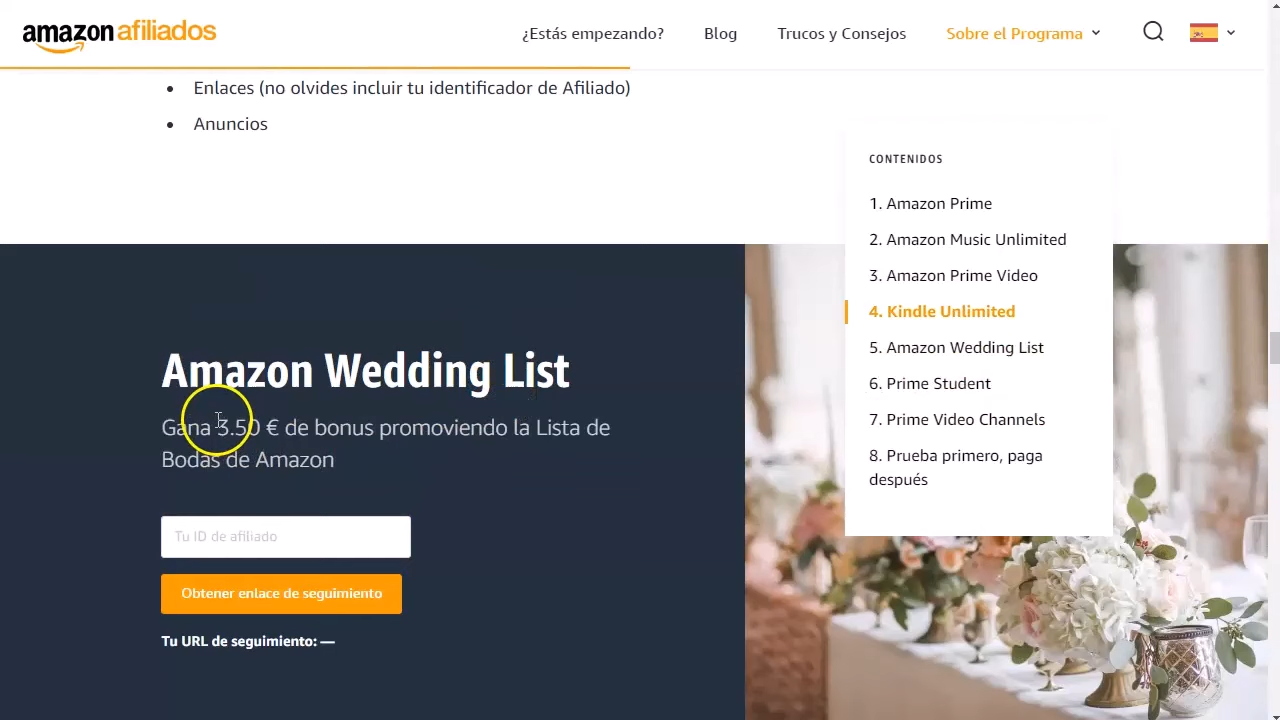 amazon afiliados
¿Estás empezando?
Blog
Trucos y Consejos
Sobre el Programa
Enlaces (no olvides incluir tu identificador de Afiliado)
Anuncios
CONTENIDOS
1. Amazon Prime
2. Amazon Music Unlimited
3. Amazon Prime Video
4. Kindle Unlimited
5. Amazon Wedding List
6. Prime Student
7. Prime Video Channels
8. Prueba primero, paga
después
Amazon Wedding List
Gana 3.50 € de bonus promoviendo la Lista de
Bodas de Amazon
Tu ID de afiliado
Obtener enlace de seguimiento
Tu URL de seguimiento: —